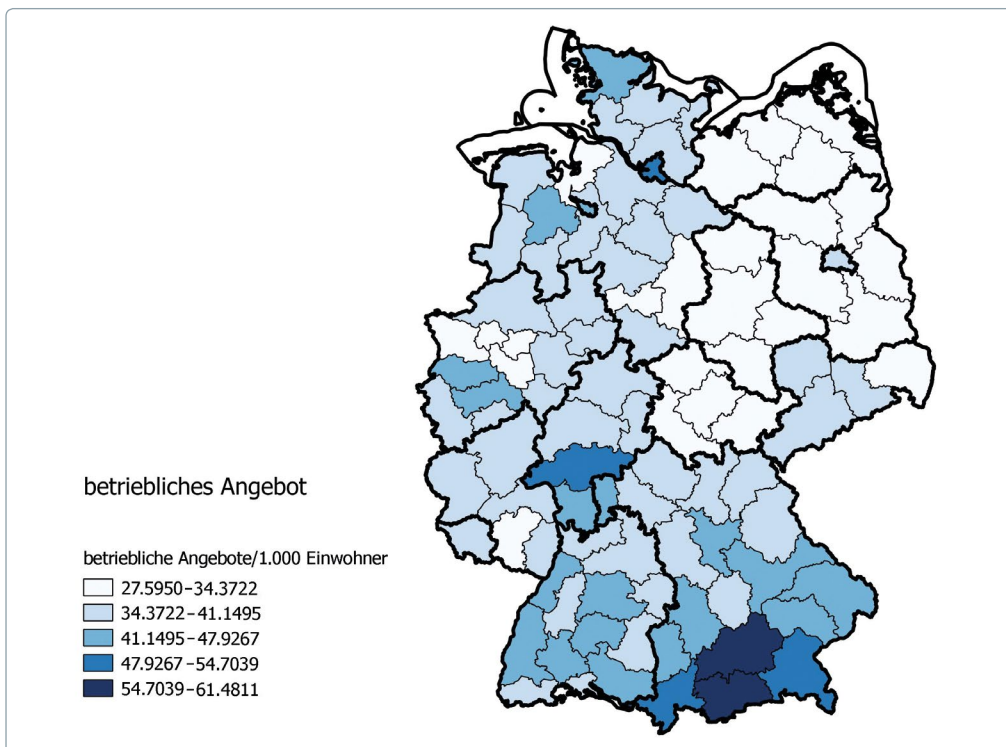 betriebliches Angebot
betriebliche Angebote/1.000 Einwohner
27.5950–34.3722
34.3722–41.1495
41.1495–47.9267
47.9267–54.7039
54.7039–61.4811